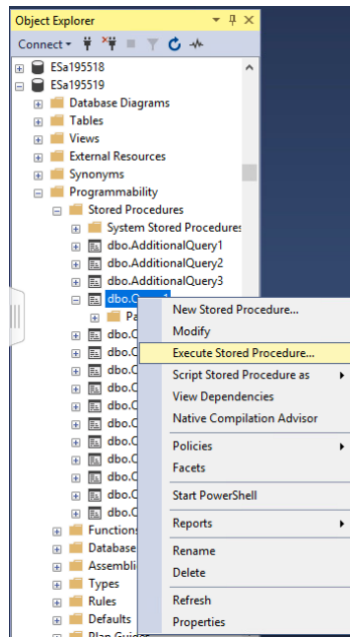 Object Explorer
Connect
ESa195518
ESa195519
Database Diagrams
Tables
Views
External Resources
Synonyms
Programmability
Stored Procedures
System Stored Procedures
dbo.AdditionalQuery1
dbo.AdditionalQuery2
dbo.AdditionalQuery3
New Stored Procedure...
Modify
Execute Stored Procedure...
Script Stored Procedure as
View Dependencies
Native Compilation Advisor
Policies
Facets
Start PowerShell
Reports
Rename
Delete
Refresh
Properties
Functions
Database
Types
Rules
Defaults